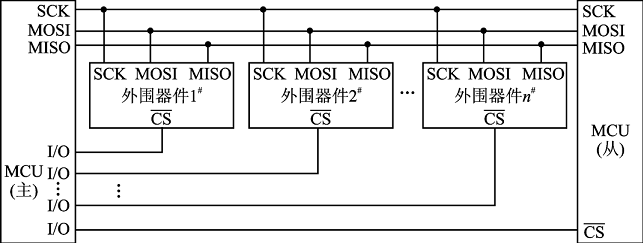 SCK SCK
MOSI MOSI
MISO MISO
SCK MOSI MISO SCK MOSI MISO SCK MOSI MISO
外围器件1# 外围器件2# … 外围器件n#
CS CS CS
MCU
(从)
I/O
MCU I/O
(主)
⋮ ⋮
I/O
I/O CS